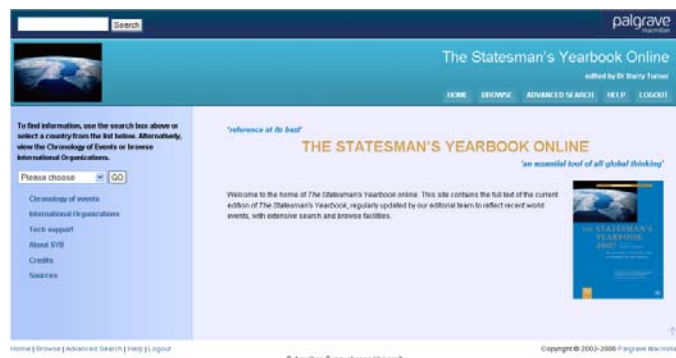 Search
palgrave
macmillan
The Statesman's Yearbook Online
edited by Dr Barry Turner
HOME BROWSE ADVANCED SEARCH HELP LOGOUT
To find information, use the search box above or
select a country from the list below. Alternatively,
view the Chronology of Events or browse
International Organizations.
Please choose GO
Chronology of events
International Organizations
Tech support
About SYB
Credits
Sources
'reference at its best'
THE STATESMAN'S YEARBOOK ONLINE
'an essential tool of all global thinking'
Welcome to the home of The Statesman's Yearbook online. This site contains the full text of the current
edition of The Statesman's Yearbook, regularly updated by our editorial team to reflect recent world
events, with extensive search and browse facilities.
THE STATESMAN'S
YEARBOOK
2007
Home | Browse | Advanced Search | Help | Logout
Copyright © 2003-2006 Palgrave Macmilla